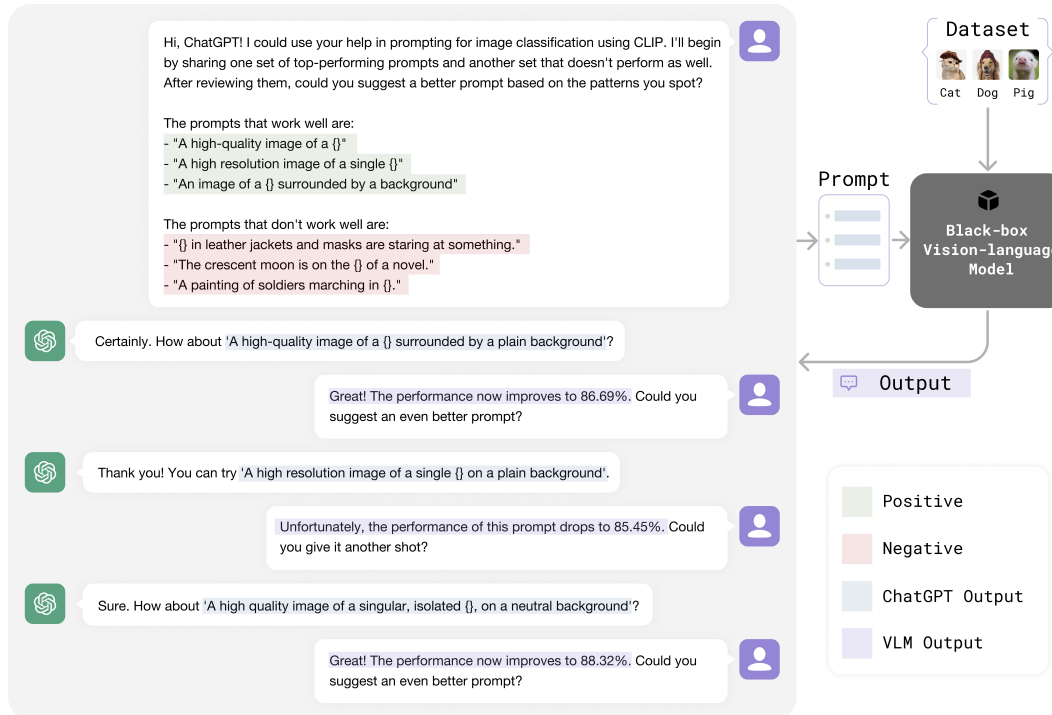 Hi, ChatGPT! I could use your help in prompting for image classification using CLIP. I'll begin
by sharing one set of top-performing prompts and another set that doesn't perform as well.
After reviewing them, could you suggest a better prompt based on the patterns you spot?
The prompts that work well are:
- "A high-quality image of a {}"
- "A high resolution image of a single {}"
- "An image of a {} surrounded by a background"
The prompts that don't work well are:
- "{} in leather jackets and masks are staring at something."
- "The crescent moon is on the {} of a novel."
- "A painting of soldiers marching in {}."
Certainly. How about 'A high-quality image of a {} surrounded by a plain background'?
Great! The performance now improves to 86.69%. Could you
suggest an even better prompt?
Thank you! You can try 'A high resolution image of a single {} on a plain background'.
Unfortunately, the performance of this prompt drops to 85.45%. Could
you give it another shot?
Sure. How about 'A high quality image of a singular, isolated {}, on a neutral background'?
Great! The performance now improves to 88.32%. Could you
suggest an even better prompt?
Dataset
Cat Dog Pig
Prompt
Black-box
Vision-languag
Model
Output
Positive
Negative
ChatGPT Output
VLM Output